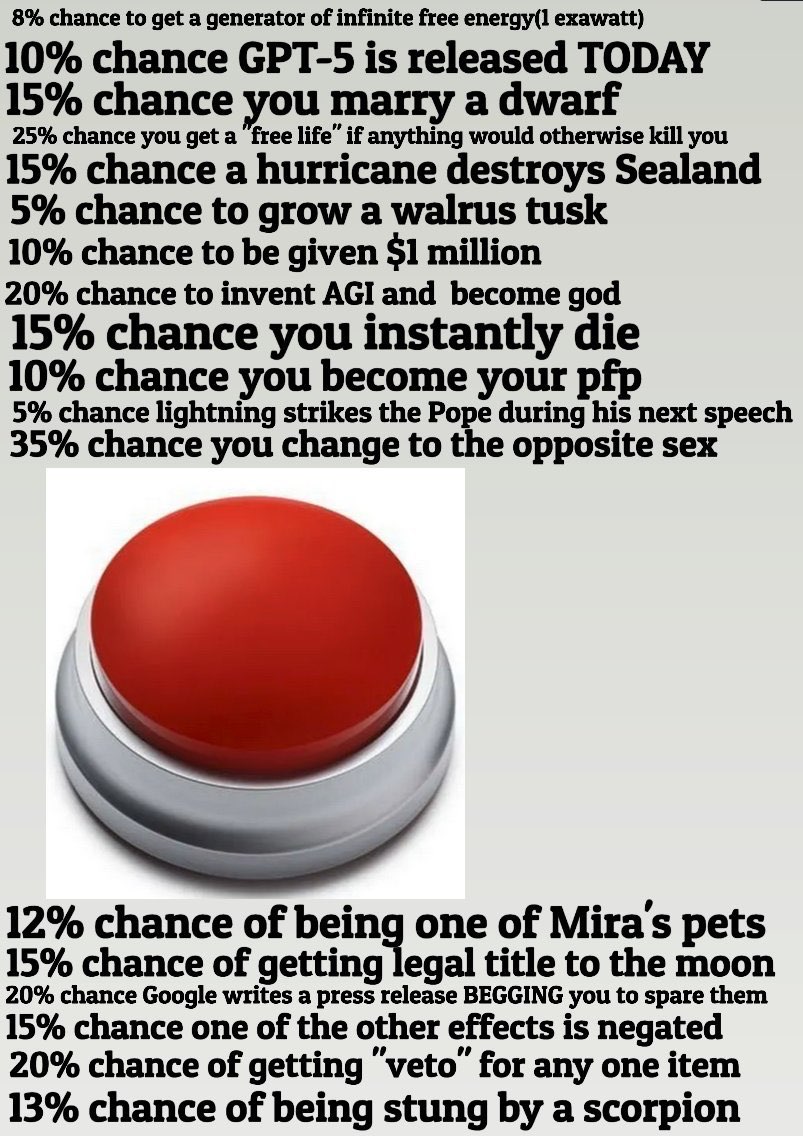 8% chance to get a generator of infinite free energy(1 exawatt)
10% chance GPT-5 is released TODAY
15% chance you marry a dwarf
25% chance you get a "free life" if anything would otherwise kill you
15% chance a hurricane destroys Sealand
5% chance to grow a walrus tusk
10% chance to be given $1 million
20% chance to invent AGI and become god
15% chance you instantly die
10% chance you become your pfp
5% chance lightning strikes the Pope during his next speech
35% chance you change to the opposite sex
12% chance of being one of Mira's pets
15% chance of getting legal title to the moon
20% chance Google writes a press release BEGGING you to spare them
15% chance one of the other effects is negated
20% chance of getting "veto" for any one item
13% chance of being stung by a scorpion